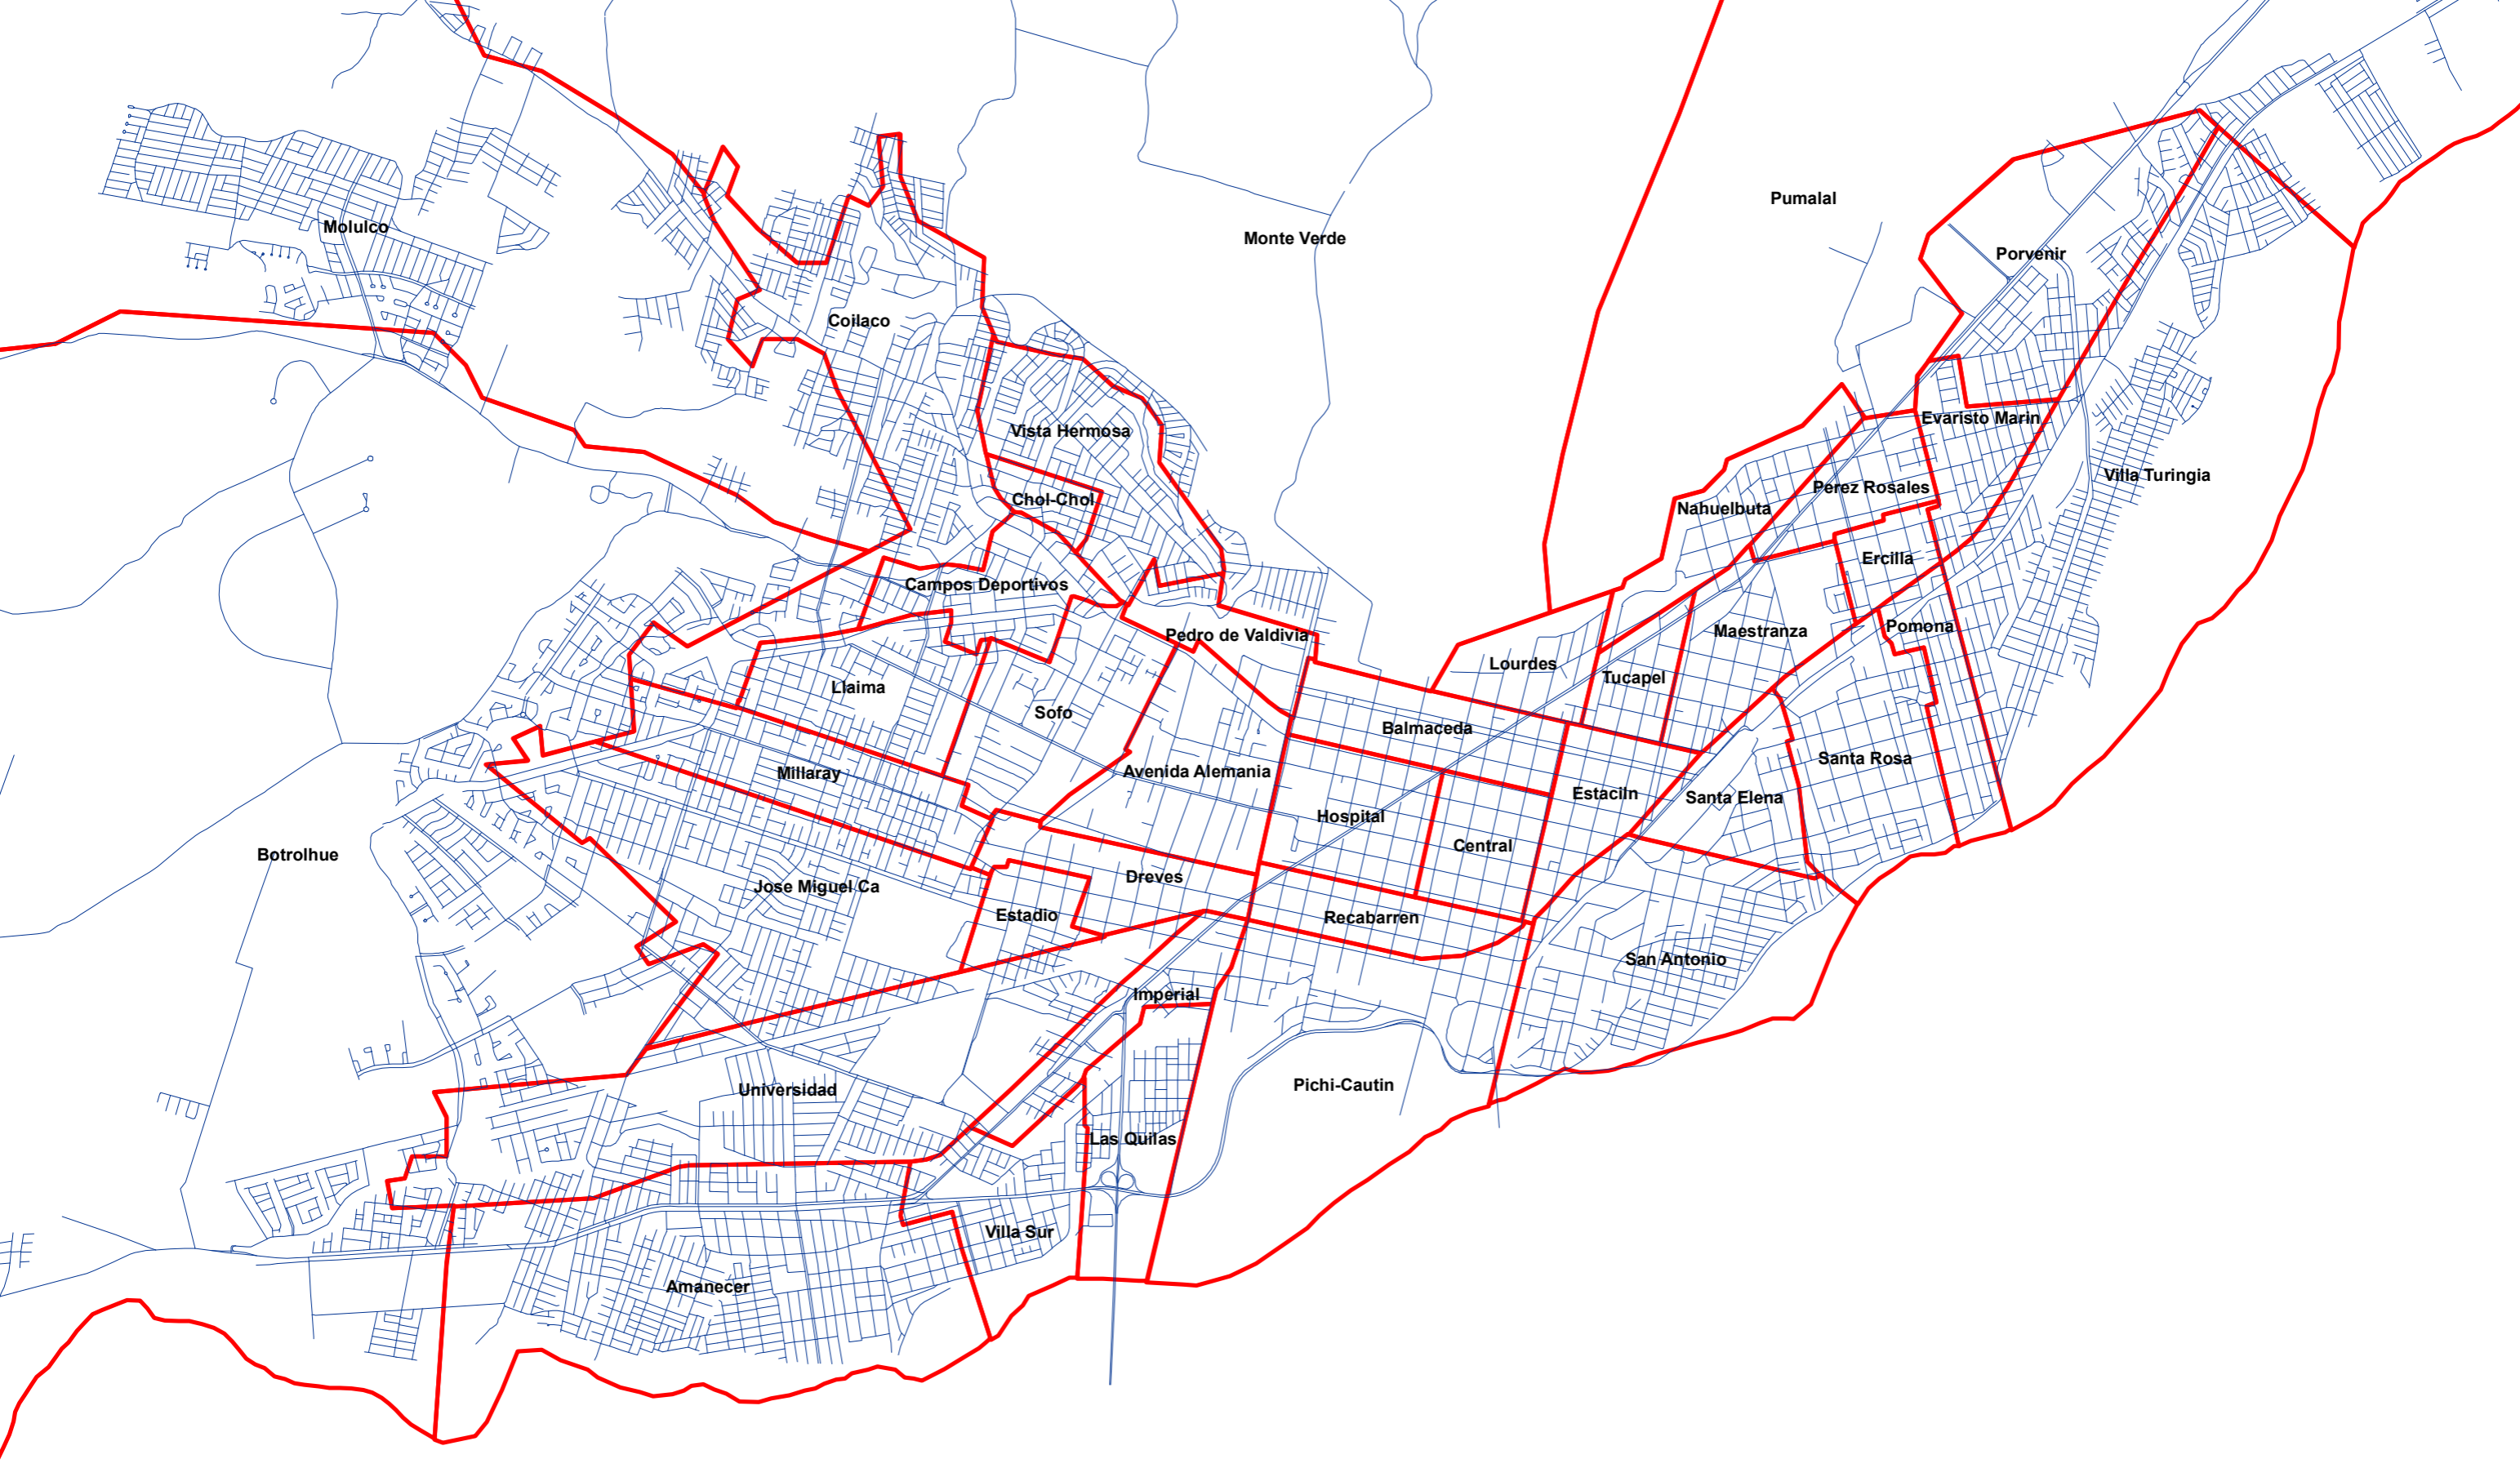 Pumalal
Molulco
Monte Verde
Porvenir
Coilaco
Evaristo Marin
Vista Hermosa
Villa Turingia
Perez Rosales
Chol-Chol
Nahuelbuta
Ercilla
Campos Deportivos
Pomona
Maestranza
Pedro de Valdivia
Lourdes
Tucapel
Llaima
Sofo
Balmaceda
Santa Rosa
Avenida Alemania
Millaray
Estaciln
Santa Elena
Hospital
Central
Botrolhue
Dreves
Jose Miguel Ca
Estadio
Recabarren
San Antonio
Imperial
Pichi-Cautin
Universidad
Las Quilas
Villa Sur
Amanecer